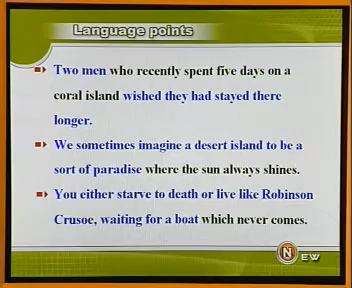 Language points
Two men who recently spent five days on a
coral island wished they had stayed there
longer.
We sometimes imagine a desert island to be a
sort of paradise where the sun always shines.
You either starve to death or live like Robinson
Crusoe, waiting for a boat which never comes.
NEW